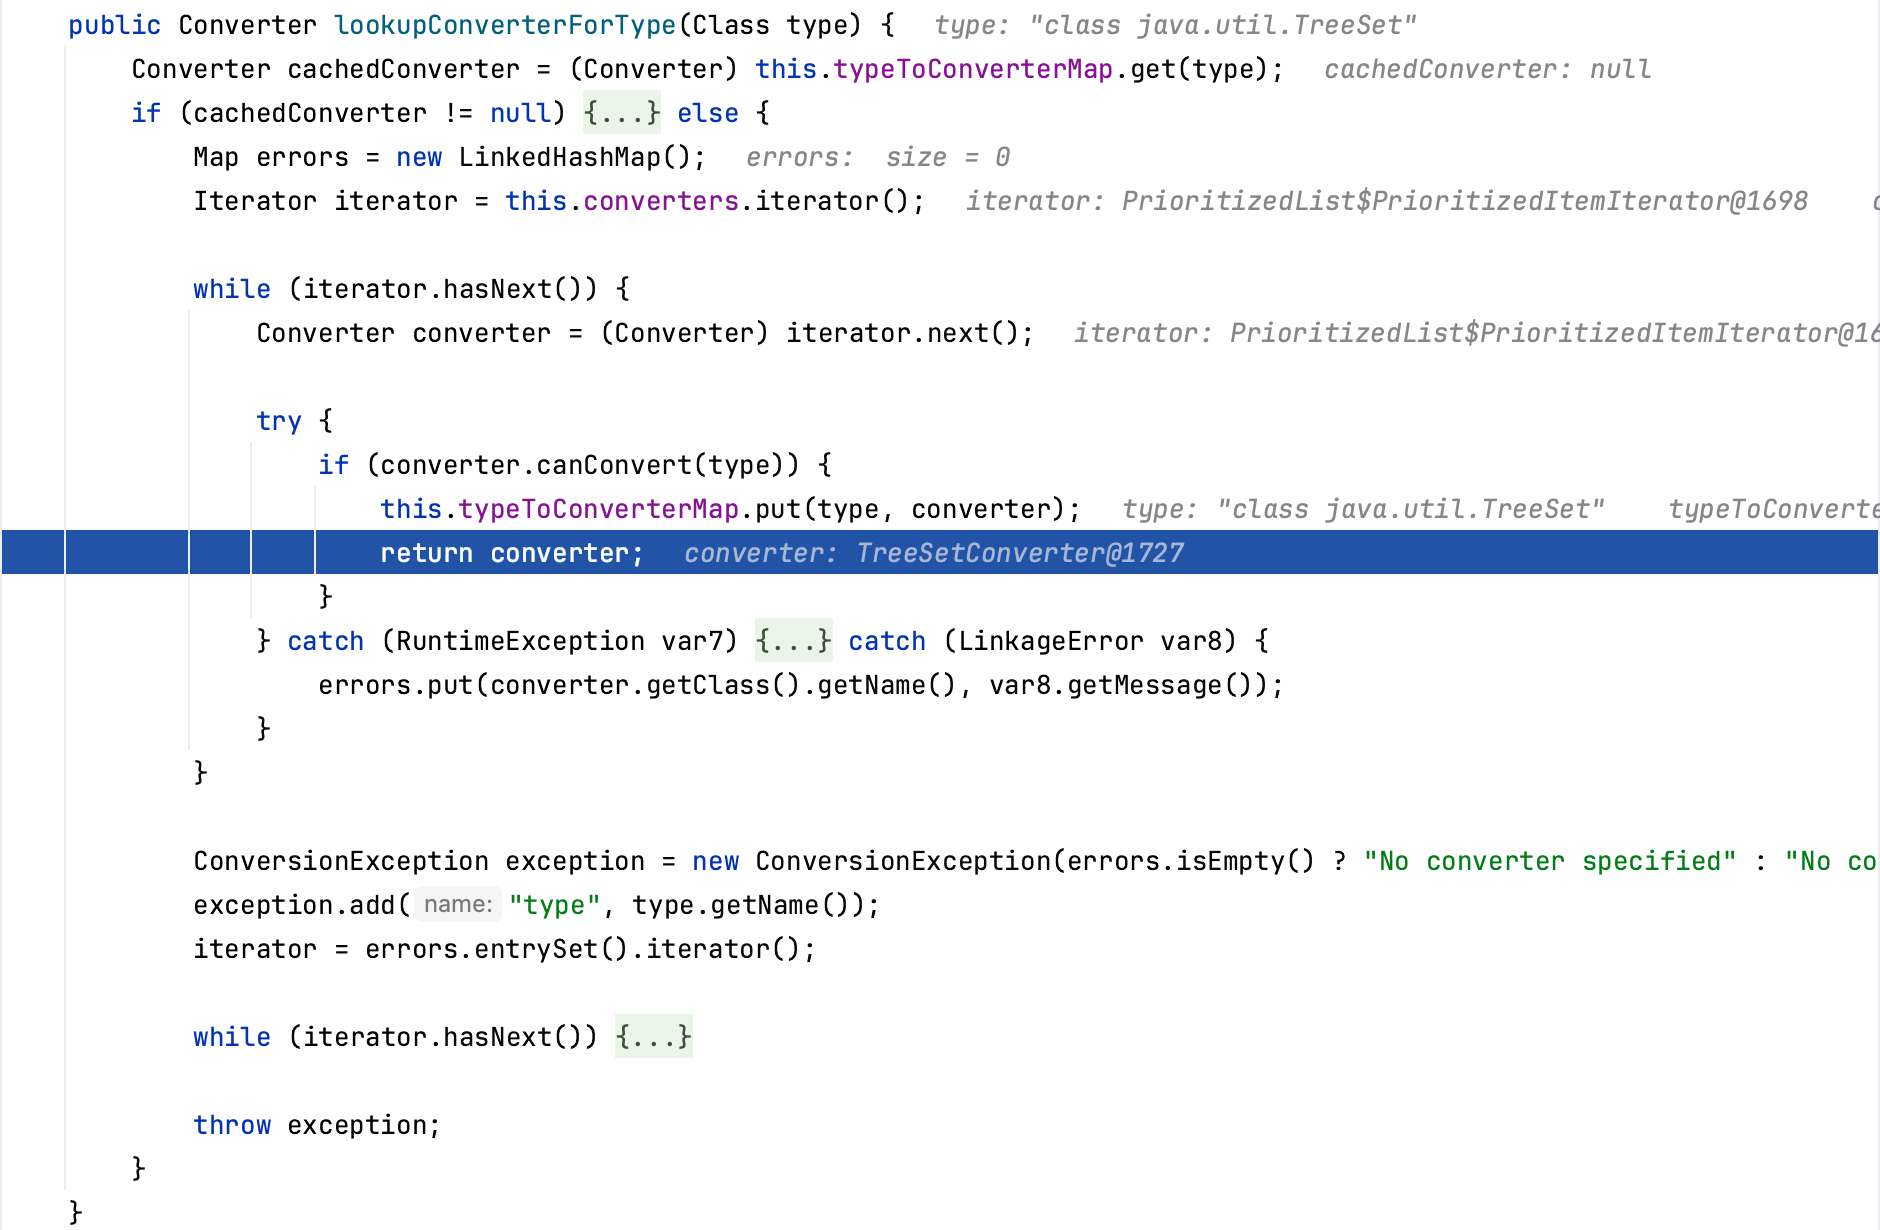 public Converter lookupConverterForType(Class type) {   type: "class java.util.TreeSet"
    Converter cachedConverter = (Converter) this.typeToConverterMap.get(type);   cachedConverter: null
    if (cachedConverter != null) {...} else {
        Map errors = new LinkedHashMap();   errors:  size = 0
        Iterator iterator = this.converters.iterator();   iterator: PrioritizedList$PrioritizedItemIterator@1698
        while (iterator.hasNext()) {
            Converter converter = (Converter) iterator.next();   iterator: PrioritizedList$PrioritizedItemIterator@16
            try {
                if (converter.canConvert(type)) {
                    this.typeToConverterMap.put(type, converter);   type: "class java.util.TreeSet"    typeToConverte
                    return converter;   converter: TreeSetConverter@1727
                }
            } catch (RuntimeException var7) {...} catch (LinkageError var8) {
                errors.put(converter.getClass().getName(), var8.getMessage());
            }
        }
        ConversionException exception = new ConversionException(errors.isEmpty() ? "No converter specified" : "No co
        exception.add( name: "type", type.getName());
        iterator = errors.entrySet().iterator();
        while (iterator.hasNext()) {...}
        throw exception;
    }
}